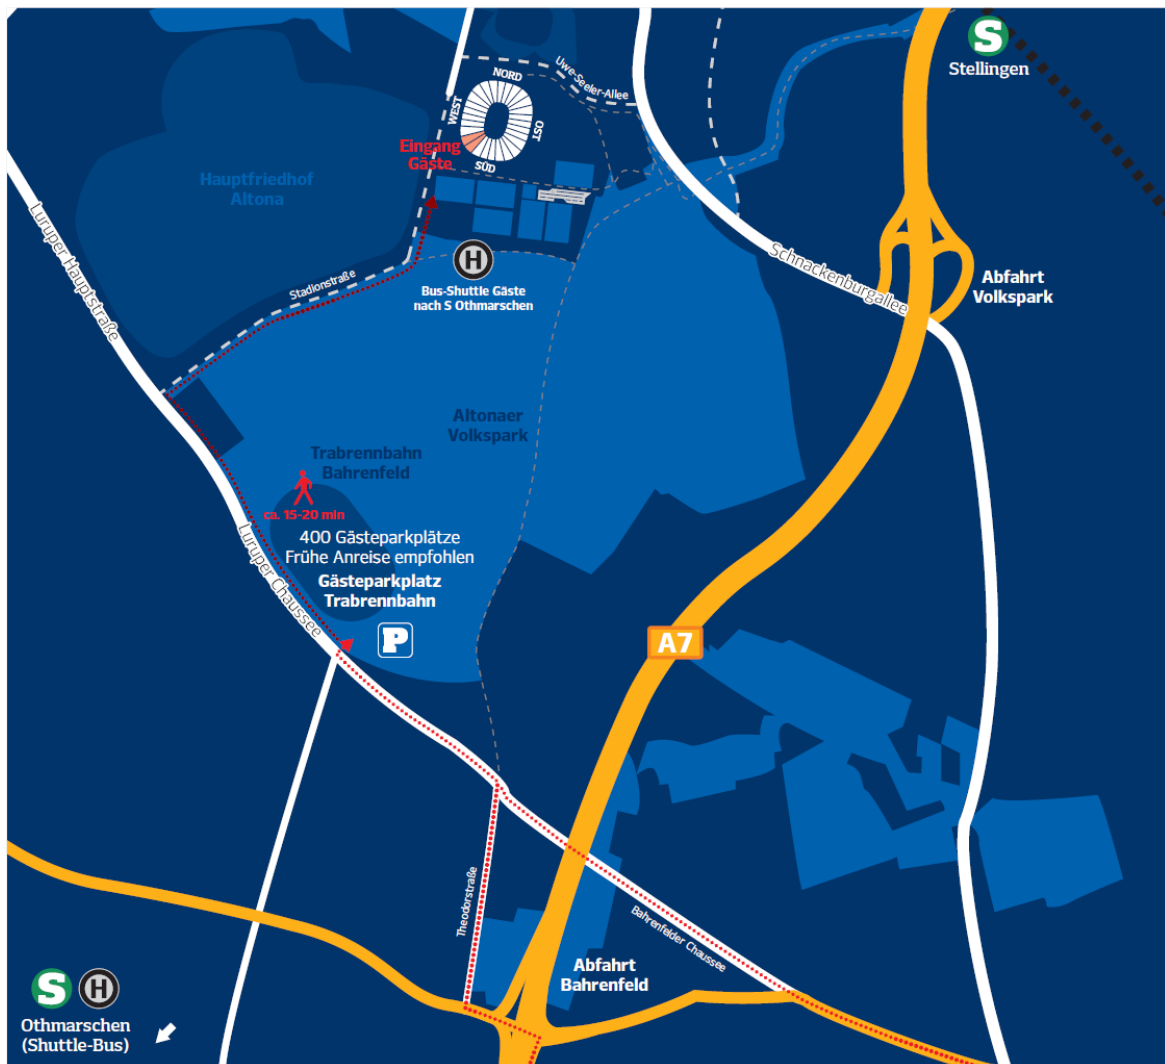 S
Stellingen
NORD
WEST
OST
SÜD
Uwe-Seeler-Allee
Eingang
Gäste
Hauptfriedhof
Altona
Luruper Hauptstraße
Stadionstraße
H
Bus-Shuttle Gäste
nach S Othmarschen
Schnackenburgallee
Abfahrt
Volkspark
Altonaer
Volkspark
Trabrennbahn
Bahrenfeld
ca. 15-20 min
400 Gästeparkplätze
Frühe Anreise empfohlen
Gästeparkplatz
Trabrennbahn
P
Luruper Chaussee
A7
Theodorstraße
Bahrenfelder Chaussee
Abfahrt
Bahrenfeld
S H
Othmarschen
(Shuttle-Bus)